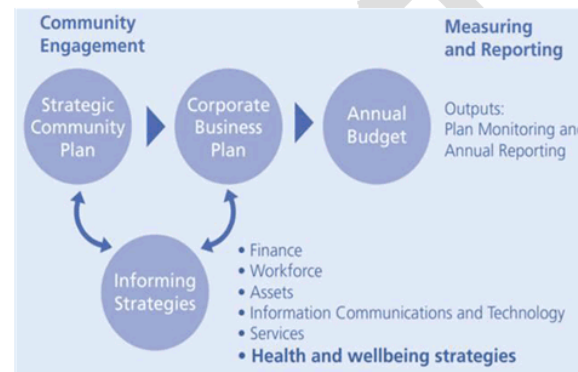 Community
Engagement
Measuring
and Reporting
Strategic
Community
Plan
Corporate
Business
Plan
Annual
Budget
Outputs:
Plan Monitoring and
Annual Reporting
Informing
Strategies
• Finance
• Workforce
• Assets
• Information Communications and Technology
• Services
• Health and wellbeing strategies